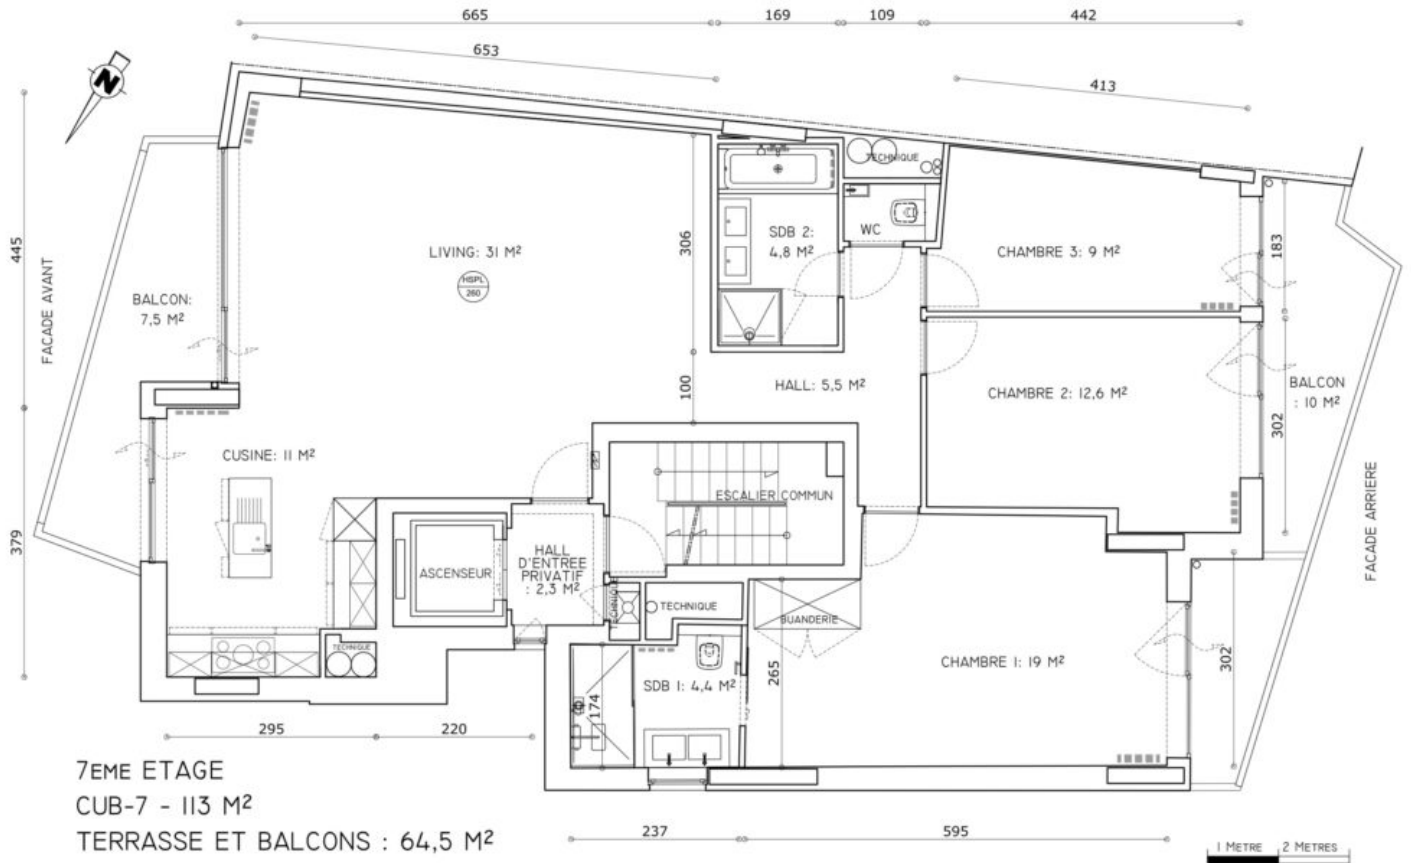 665
169
109
442
653
413
N
445
FACADE AVANT
LIVING: 31 M²
HSPL
260
306
SDB 2:
4,8 M²
TECHNIQUE
WC
CHAMBRE 3: 9 M²
183
BALCON:
7,5 M²
100
HALL: 5,5 M²
CHAMBRE 2: 12,6 M²
302
BALCON
: 10 M²
CUSINE: 11 M²
ESCALIER COMMUN
FACADE ARRIERE
379
ASCENSEUR
HALL
D'ENTREE
PRIVATIF
: 2,3 M²
TECHNIQUE
TECHNIQUE
BUANDERIE
TECHNIQUE
SDB 1: 4,4 M²
174
265
CHAMBRE 1: 19 M²
302
295
220
7EME ETAGE
CUB-7 - 113 M²
TERRASSE ET BALCONS : 64,5 M²
237
595
1 METRE
2 METRES